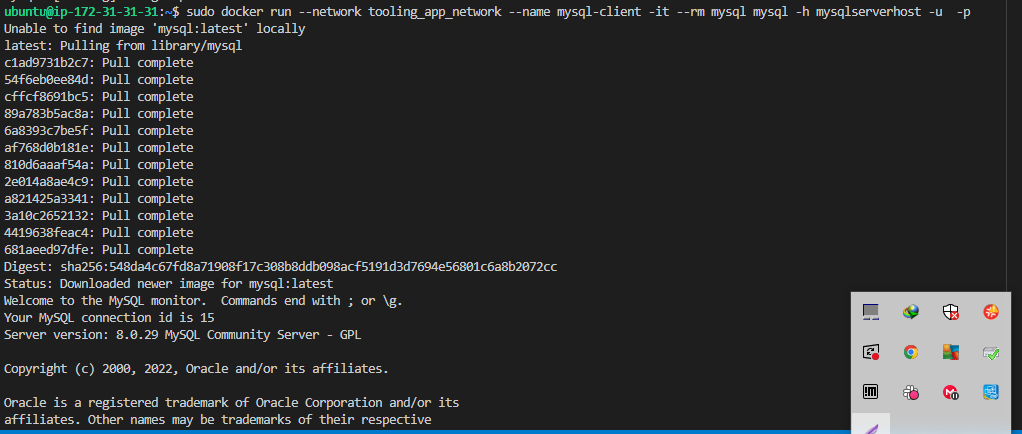 ubuntu@ip-172-31-31-31:~$ sudo docker run --network tooling_app_network --name mysql-client -it --rm mysql mysql -h mysqlserverhost -u  -p
Unable to find image 'mysql:latest' locally
latest: Pulling from library/mysql
c1ad9731b2c7: Pull complete
54f6eb0ee84d: Pull complete
cffcf8691bc5: Pull complete
89a783b5ac8a: Pull complete
6a8393c7be5f: Pull complete
af768d0b181e: Pull complete
810d6aaaf54a: Pull complete
2e014a8ae4c9: Pull complete
a821425a3341: Pull complete
3a10c2652132: Pull complete
4419638feac4: Pull complete
681aeed97dfe: Pull complete
Digest: sha256:548da4c67fd8a71908f17c308b8ddb098acf5191d3d7694e56801c6a8b2072cc
Status: Downloaded newer image for mysql:latest
Welcome to the MySQL monitor.  Commands end with ; or \g.
Your MySQL connection id is 15
Server version: 8.0.29 MySQL Community Server - GPL
Copyright (c) 2000, 2022, Oracle and/or its affiliates.
Oracle is a registered trademark of Oracle Corporation and/or its
affiliates. Other names may be trademarks of their respective